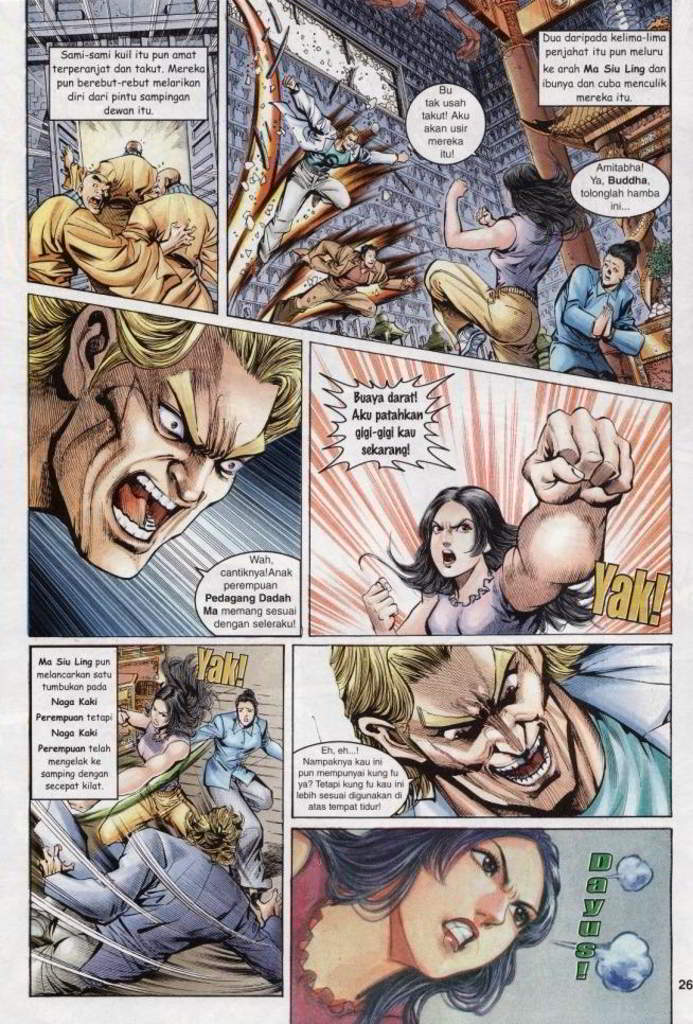 Sami-sami kuil itu pun amat
terperanjat dan takut. Mereka
pun berebut-rebut melarikan
diri dari pintu sampingan
dewan itu.
Bu
tak usah
takut! Aku
akan usir
mereka
itu!
Dua daripada kelima-lima
penjahat itu pun meluru
ke arah Ma Siu Ling dan
ibunya dan cuba menculik
mereka itu.
Amitabha!
Ya, Buddha,
tolonglah hamba
ini...
Wah,
cantiknya!Anak
perempuan
Pedagang Dadah
Ma memang sesuai
dengan seleraku!
Buaya darat!
Aku patahkan
gigi-gigi kau
sekarang!
Yak!
Ma Siu Ling pun
melancarkan satu
tumbukan pada
Naga Kaki
Perempuan tetapi
Naga Kaki
Perempuan telah
mengelak ke
samping dengan
secepat kilat.
Yak!
Eh, eh...!
Nampaknya kau ini
pun mempunyai kung fu
ya? Tetapi kung fu kau ini
lebih sesuai digunakan di
atas tempat tidur!
Dayus!
26